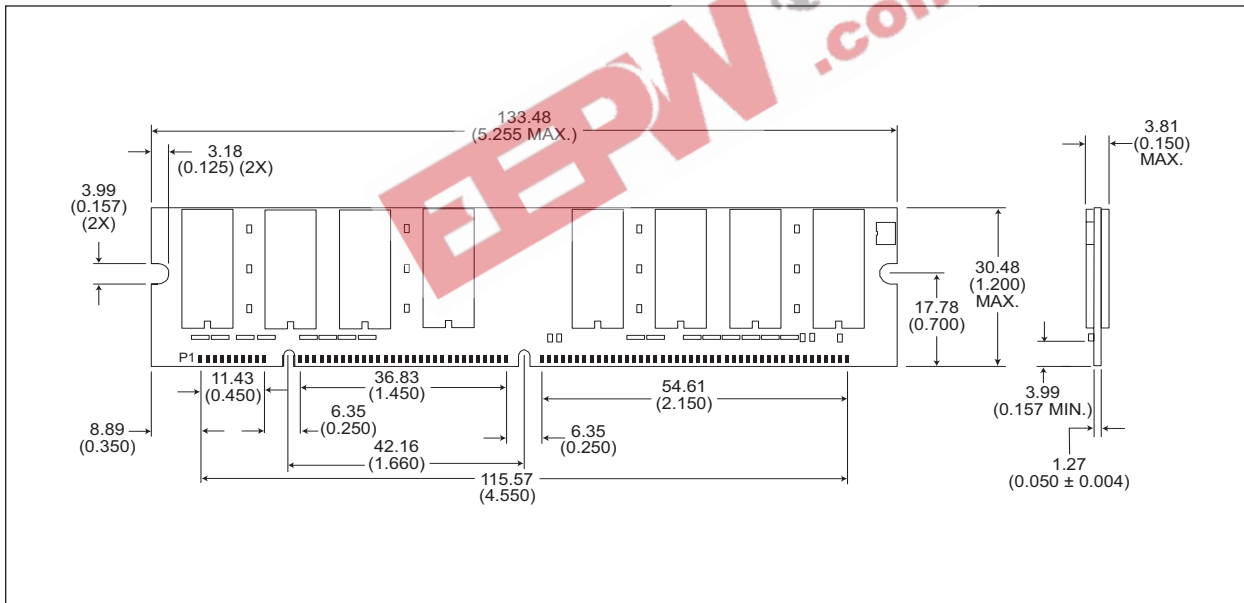 EEPW
.com
133.48
(5.255 MAX.)
3.18
(0.125) (2X)
3.99
(0.157)
(2X)
3.81
(0.150)
MAX.
30.48
(1.200)
MAX.
17.78
(0.700)
P1
11.43
(0.450)
36.83
(1.450)
54.61
(2.150)
3.99
(0.157 MIN.)
8.89
(0.350)
6.35
(0.250)
6.35
(0.250)
42.16
(1.660)
1.27
(0.050 ± 0.004)
115.57
(4.550)